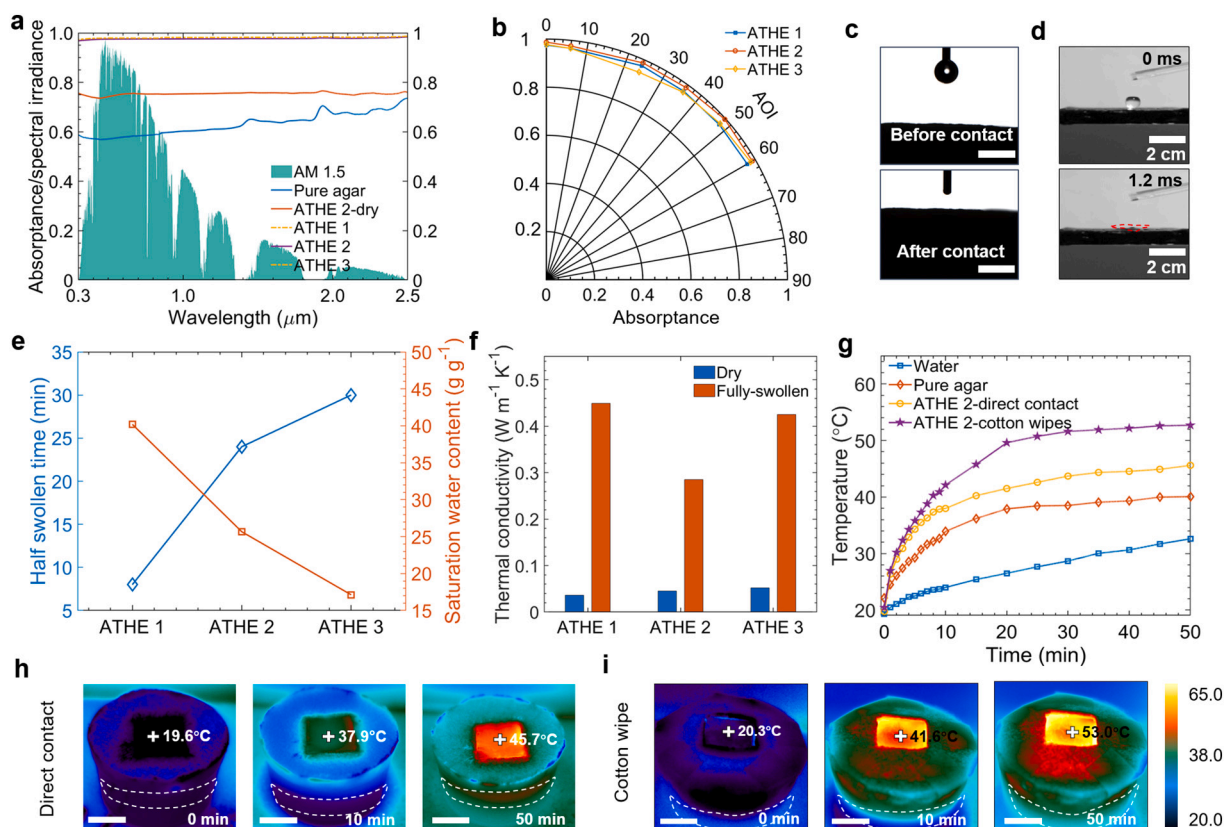 a
Absorptance/spectral irradiance
1.0
0.8
0.6
0.4
0.2
0
1
0.8
0.6
0.4
0.2
0
AM 1.5
Pure agar
ATHE 2-dry
ATHE 1
ATHE 2
ATHE 3
0.3
1.0
2.0
2.5
Wavelength (μm)
b
0
10
20
30
40
50
60
70
80
90
AOI
1
0.8
0.6
0.4
0.2
0
0.2
0.4
0.6
0.8
1
Absorptance
ATHE 1
ATHE 2
ATHE 3
c
Before contact
After contact
d
0 ms
2 cm
1.2 ms
2 cm
e
Half swollen time (min)
35
30
25
20
15
10
5
50
45
40
35
30
25
20
15
Saturation water content (g g⁻¹)
ATHE 1
ATHE 2
ATHE 3
f
Thermal conductivity (W m⁻¹ K⁻¹)
0.5
0.4
0.3
0.2
0.1
0
Dry
Fully-swollen
ATHE 1
ATHE 2
ATHE 3
g
Temperature (°C)
60
50
40
30
20
Water
Pure agar
ATHE 2-direct contact
ATHE 2-cotton wipes
0
10
20
30
40
50
Time (min)
h
Direct contact
19.6°C
0 min
37.9°C
10 min
45.7°C
50 min
i
Cotton wipe
20.3°C
0 min
41.6°C
10 min
53.0°C
50 min
65.0
38.0
20.0